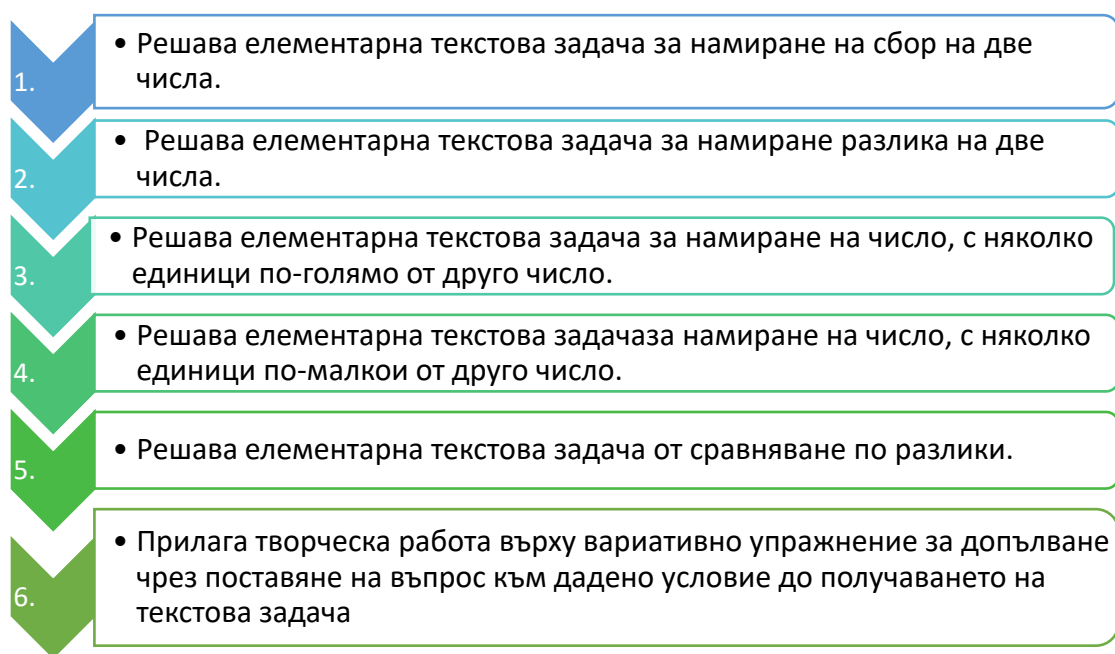 1.
• Решава елементарна текстова задача за намиране на сбор на две
числа.
2.
• Решава елементарна текстова задача за намиране разлика на две
числа.
3.
• Решава елементарна текстова задача за намиране на число, с няколко
единици по-голямо от друго число.
4.
• Решава елементарна текстова задачаза намиране на число, с няколко
единици по-малкои от друго число.
5.
• Решава елементарна текстова задача от сравняване по разлики.
6.
• Прилага творческа работа върху вариативно упражнение за допълване
чрез поставяне на въпрос към дадено условие до получаването на
текстова задача